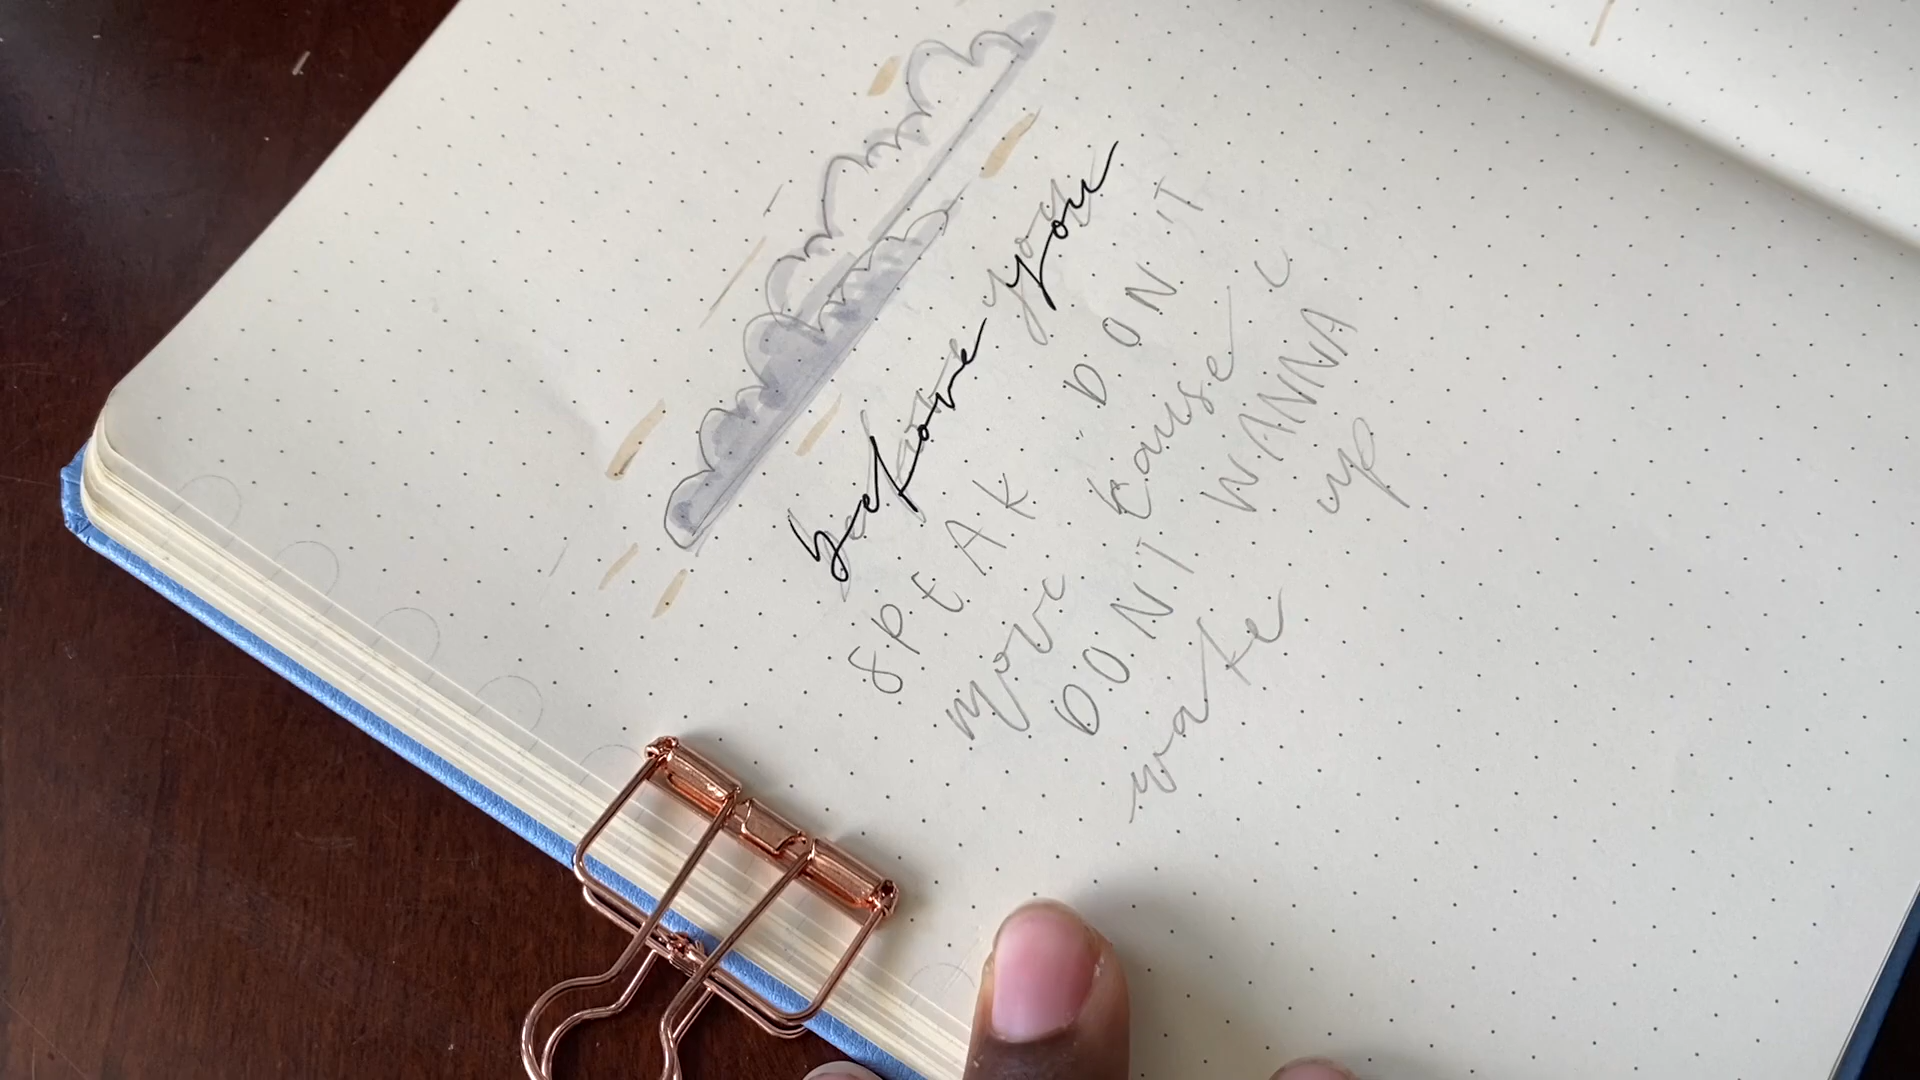 before you
SPEAK DON'T
move cause i
DON'T WANNA
wake up